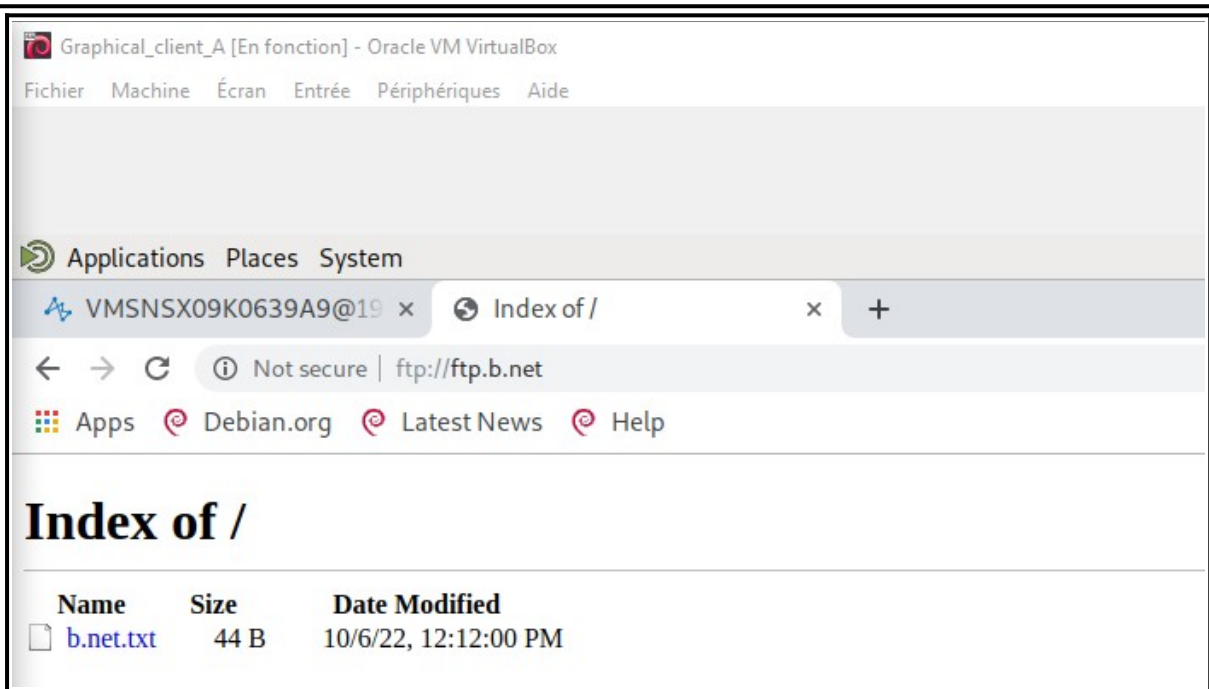 Graphical_client_A [En fonction] - Oracle VM VirtualBox
Fichier Machine Écran Entrée Périphériques Aide
Applications Places System
VMSNSX09K0639A9@19 × Index of / × +
Not secure | ftp://ftp.b.net
Apps Debian.org Latest News Help
Index of /
Name Size Date Modified
b.net.txt 44 B 10/6/22, 12:12:00 PM